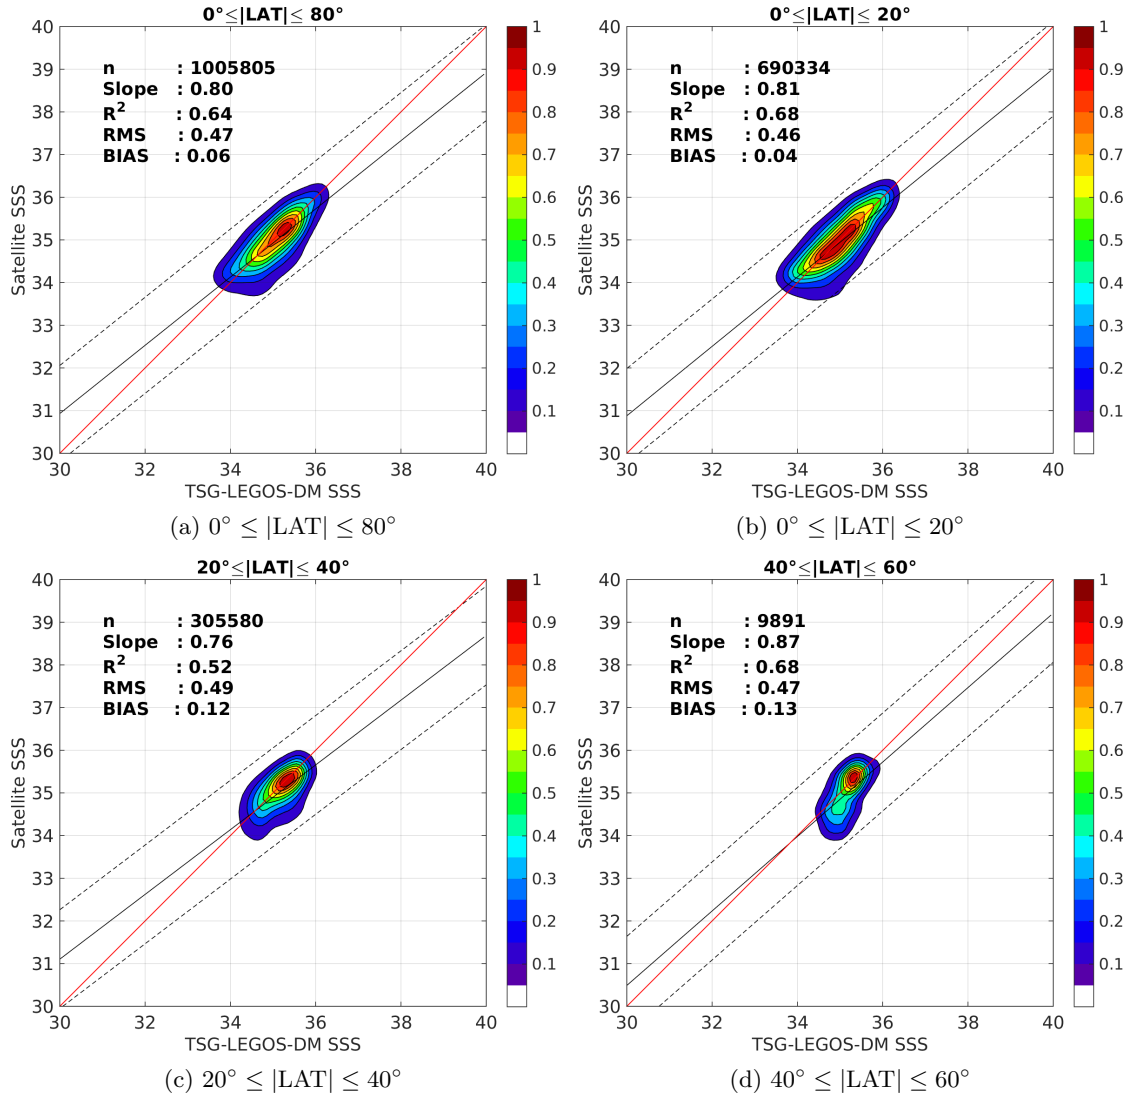 0°≤|LAT|≤ 80°
n : 1005805
Slope : 0.80
R² : 0.64
RMS : 0.47
BIAS : 0.06
40
39
38
37
36
35
34
33
32
31
30
Satellite SSS
30 32 34 36 38 40
TSG-LEGOS-DM SSS
1
0.9
0.8
0.7
0.6
0.5
0.4
0.3
0.2
0.1
(a) 0° ≤ |LAT| ≤ 80°
0°≤|LAT|≤ 20°
n : 690334
Slope : 0.81
R² : 0.68
RMS : 0.46
BIAS : 0.04
40
39
38
37
36
35
34
33
32
31
30
Satellite SSS
30 32 34 36 38 40
TSG-LEGOS-DM SSS
1
0.9
0.8
0.7
0.6
0.5
0.4
0.3
0.2
0.1
(b) 0° ≤ |LAT| ≤ 20°
20°≤|LAT|≤ 40°
n : 305580
Slope : 0.76
R² : 0.52
RMS : 0.49
BIAS : 0.12
40
39
38
37
36
35
34
33
32
31
30
Satellite SSS
30 32 34 36 38 40
TSG-LEGOS-DM SSS
1
0.9
0.8
0.7
0.6
0.5
0.4
0.3
0.2
0.1
(c) 20° ≤ |LAT| ≤ 40°
40°≤|LAT|≤ 60°
n : 9891
Slope : 0.87
R² : 0.68
RMS : 0.47
BIAS : 0.13
40
39
38
37
36
35
34
33
32
31
30
Satellite SSS
30 32 34 36 38 40
TSG-LEGOS-DM SSS
1
0.9
0.8
0.7
0.6
0.5
0.4
0.3
0.2
0.1
(d) 40° ≤ |LAT| ≤ 60°